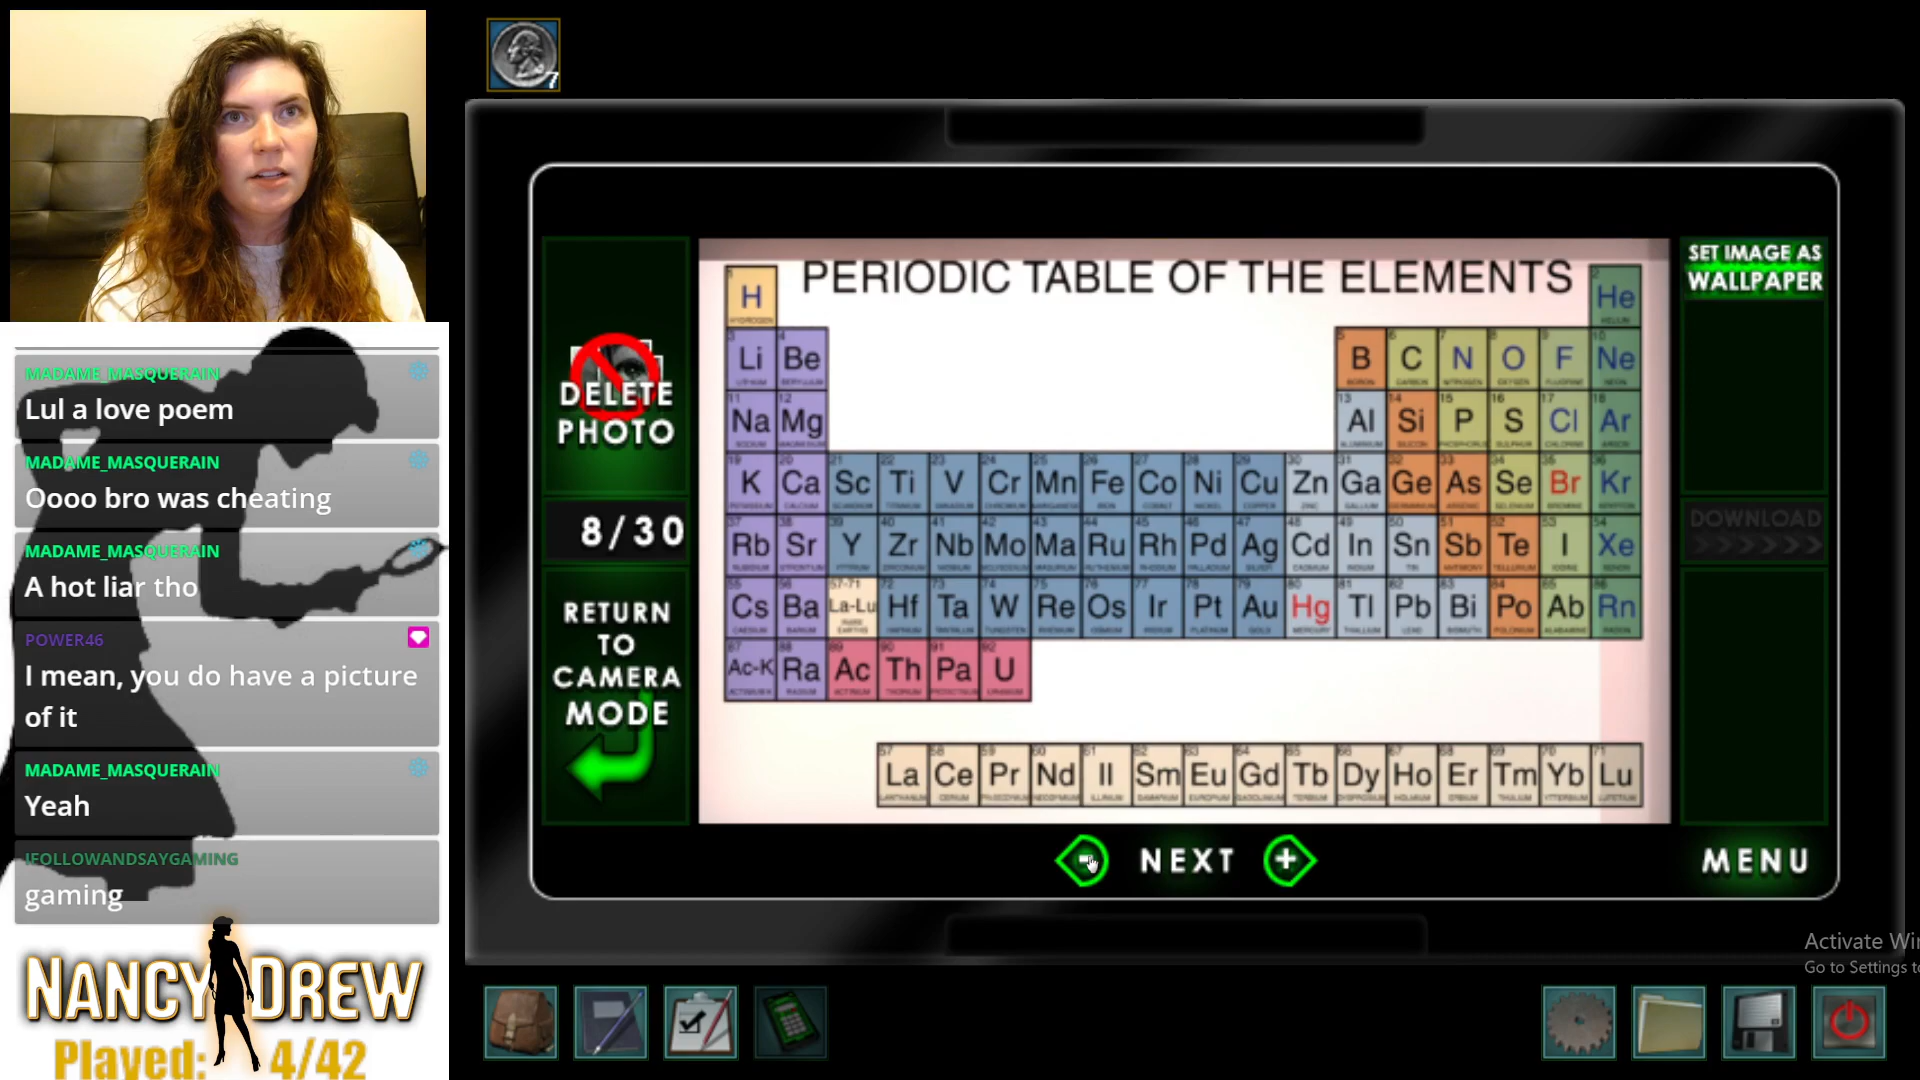 7
MADAME_MASQUERAIN
Lul a love poem
MADAME_MASQUERAIN
Oooo bro was cheating
MADAME_MASQUERAIN
A hot liar tho
POWER46
I mean, you do have a picture
of it
MADAME_MASQUERAIN
Yeah
IFOLLOWANDSAYGAMING
gaming
NANCY DREW
Played: 4/42
DELETE
PHOTO
8/30
RETURN
TO
CAMERA
MODE
PERIODIC TABLE OF THE ELEMENTS
H He
Li Be B C N O F Ne
Na Mg Al Si P S Cl Ar
K Ca Sc Ti V Cr Mn Fe Co Ni Cu Zn Ga Ge As Se Br Kr
Rb Sr Y Zr Nb Mo Ma Ru Rh Pd Ag Cd In Sn Sb Te I Xe
Cs Ba La-Lu Hf Ta W Re Os Ir Pt Au Hg Tl Pb Bi Po Ab Rn
Ac-K Ra Ac Th Pa U
La Ce Pr Nd Il Sm Eu Gd Tb Dy Ho Er Tm Yb Lu
SET IMAGE AS
WALLPAPER
DOWNLOAD
NEXT
MENU
Activate Wi
Go to Settings t